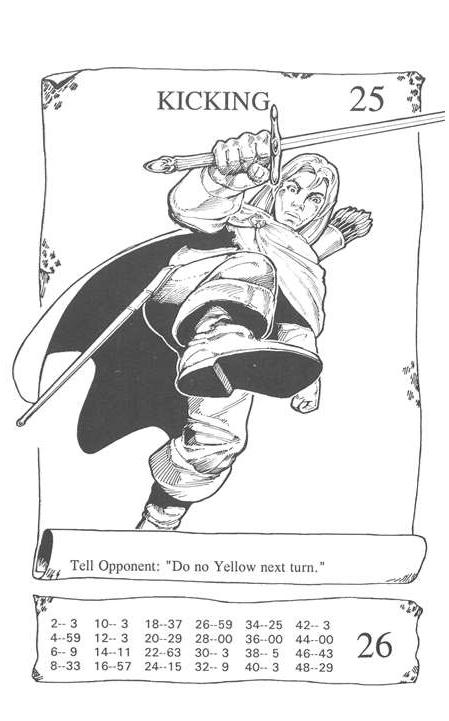 KICKING 25
Tell Opponent: "Do no Yellow next turn."
2-- 3 10-- 3 18--37 26--59 34--25 42-- 3
4--59 12-- 3 20--29 28--00 36--00 44--00
6-- 9 14--11 22--63 30-- 3 38-- 5 46--43
8--33 16--57 24--15 32-- 9 40-- 3 48--29
26